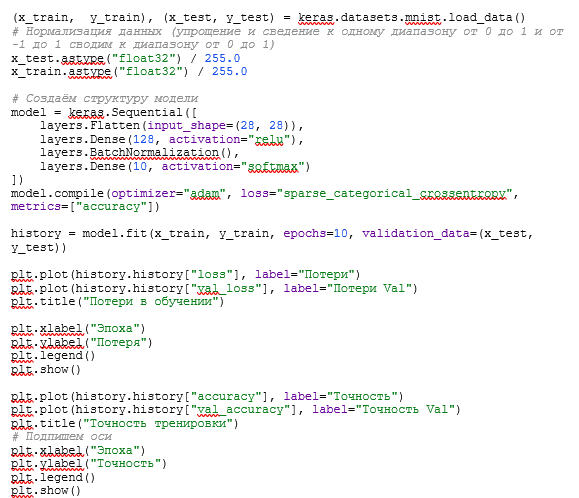 (x_train,  y_train), (x_test, y_test) = keras.datasets.mnist.load_data()
# Нормализация данных (упрощение и сведение к одному диапазону от 0 до 1 и от
-1 до 1 сводим к диапазону от 0 до 1)
x_test.astype("float32") / 255.0
x_train.astype("float32") / 255.0

# Создаём структуру модели
model = keras.Sequential([
    layers.Flatten(input_shape=(28, 28)),
    layers.Dense(128, activation="relu"),
    layers.BatchNormalization(),
    layers.Dense(10, activation="softmax")
])
model.compile(optimizer="adam", loss="sparse_categorical_crossentropy",
metrics=["accuracy"])

history = model.fit(x_train, y_train, epochs=10, validation_data=(x_test,
y_test))

plt.plot(history.history["loss"], label="Потери")
plt.plot(history.history["val_loss"], label="Потери Val")
plt.title("Потери в обучении")

plt.xlabel("Эпоха")
plt.ylabel("Потеря")
plt.legend()
plt.show()

plt.plot(history.history["accuracy"], label="Точность")
plt.plot(history.history["val_accuracy"], label="Точность Val")
plt.title("Точность тренировки")
# Подпишем оси
plt.xlabel("Эпоха")
plt.ylabel("Точность")
plt.legend()
plt.show()